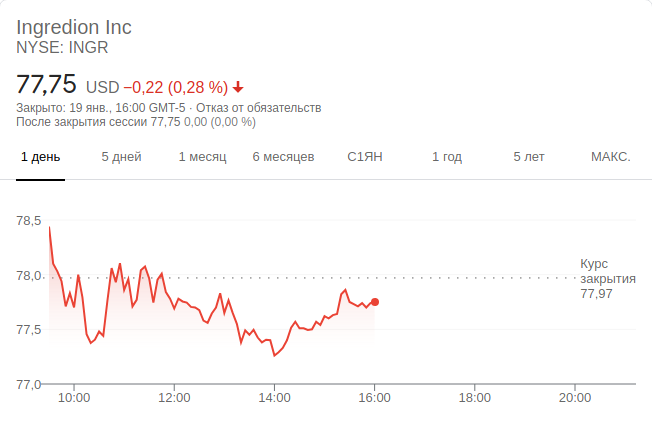 Ingredion Inc
NYSE: INGR
77,75 USD −0,22 (0,28 %)
Закрыто: 19 янв., 16:00 GMT-5 · Отказ от обязательств
После закрытия сессии 77,75 0,00 (0,00 %)
1 день 5 дней 1 месяц 6 месяцев С1ЯН 1 год 5 лет МАКС.
78,5
78,0
77,5
77,0
Курс
закрытия
77,97
10:00 12:00 14:00 16:00 18:00 20:00